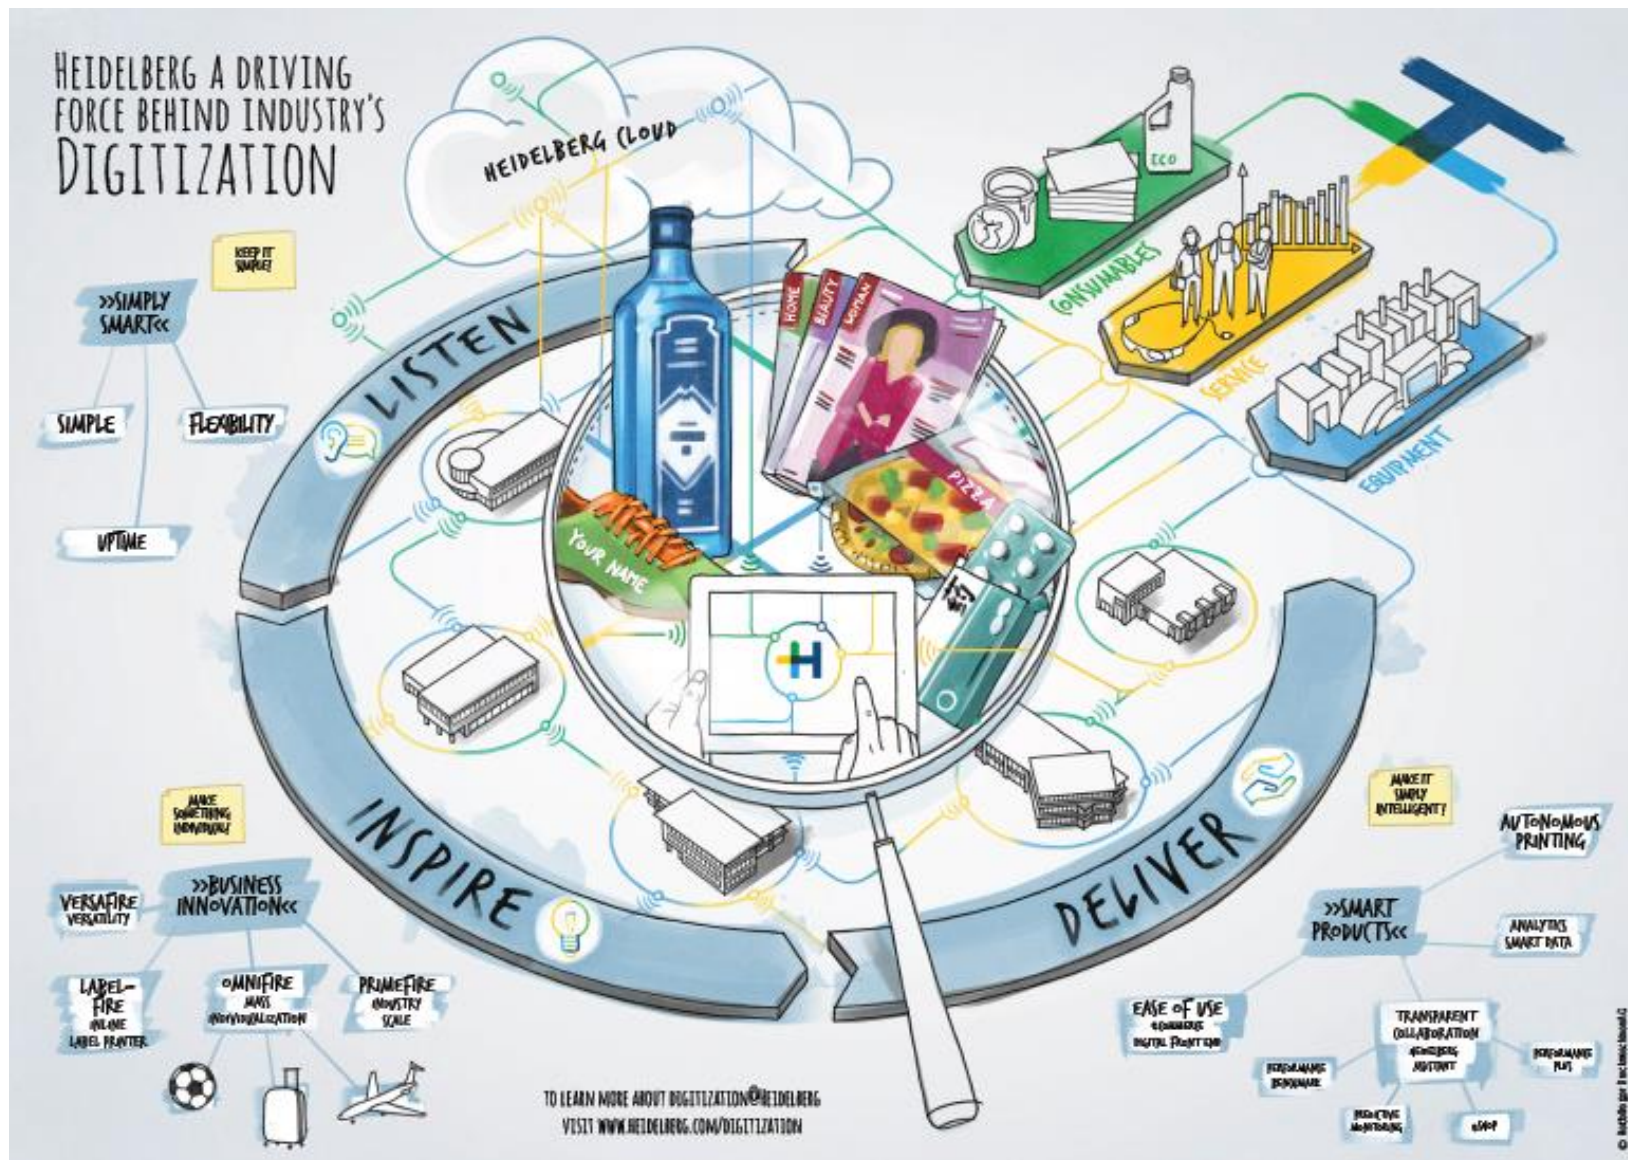 HEIDELBERG A DRIVING
FORCE BEHIND INDUSTRY'S
DIGITIZATION
HEIDELBERG CLOUD
KEEP IT
SIMPLE!
»SIMPLY
SMART«
SIMPLE
FLEXIBILITY
UPTIME
LISTEN
HOME
BEAUTY
WOMAN
PIZZA
YOUR NAME
H
ECO
CONSUMABLES
SERVICE
EQUIPMENT
INSPIRE
DELIVER
MAKE
SOMETHING
INDIVIDUAL!
»BUSINESS
INNOVATION«
VERSAFIRE
VERSATILITY
LABEL-
FIRE
INLINE
LABEL PRINTER
OMNIFIRE
MASS
INDIVIDUALIZATION
PRIMEFIRE
INDUSTRY
SCALE
TO LEARN MORE ABOUT DIGITIZATION@HEIDELBERG
VISIT WWW.HEIDELBERG.COM/DIGITIZATION
MAKE IT
SIMPLY
INTELLIGENT!
AUTONOMOUS
PRINTING
»SMART
PRODUCTS«
ANALYTICS
SMART DATA
EASE OF USE
ECOMMERCE
DIGITAL FRONT END
TRANSPARENT
COLLABORATION
HEIDELBERG
ASSISTANT
PERFORMANCE
BENCHMARK
PERFORMANCE
PLUS
PREDICTIVE
MONITORING
ESHOP